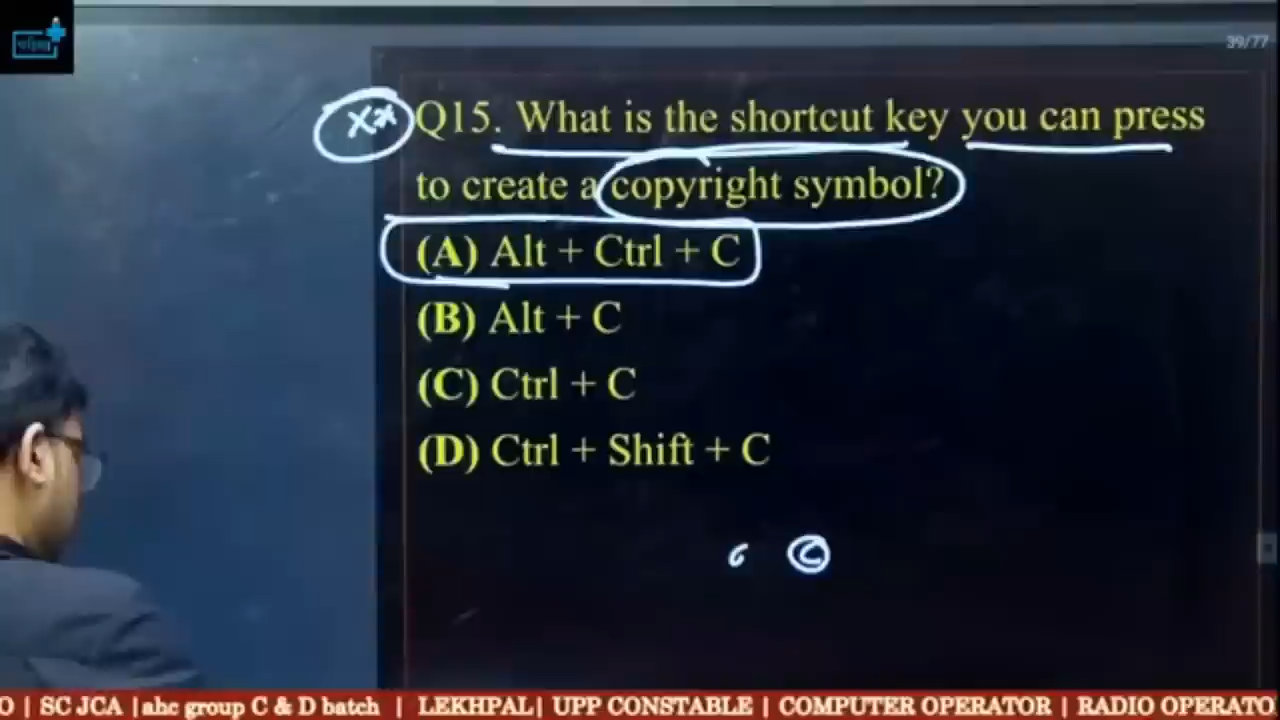 39/77
X*
Q15. What is the shortcut key you can press
to create a copyright symbol?
(A) Alt + Ctrl + C
(B) Alt + C
(C) Ctrl + C
(D) Ctrl + Shift + C
©
O | SC JCA |ahc group C & D batch | LEKHPAL| UPP CONSTABLE | COMPUTER OPERATOR | RADIO OPERATO